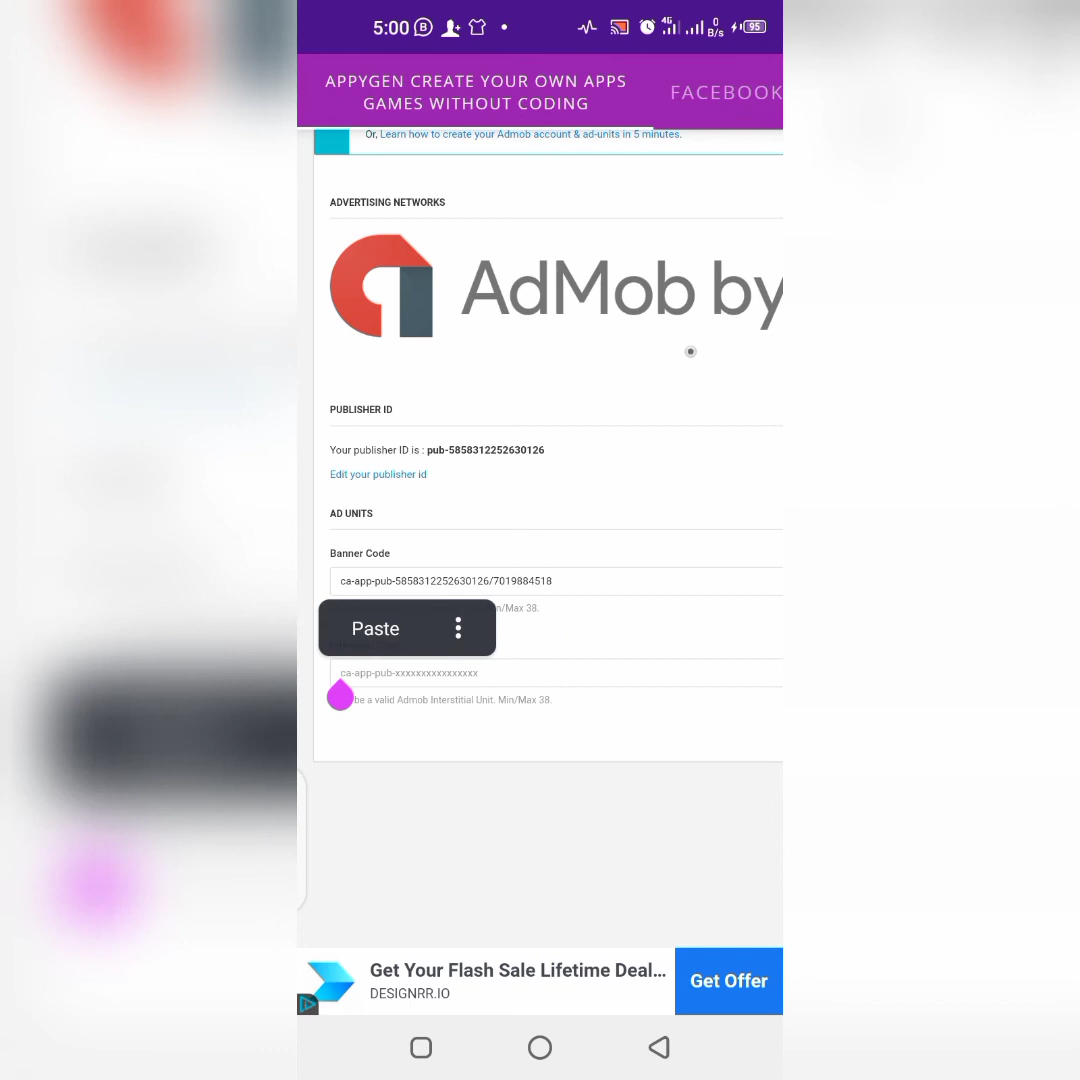 5:00
4G
0
B/s
95
APPYGEN CREATE YOUR OWN APPS
GAMES WITHOUT CODING
FACEBOOK
Or, Learn how to create your Admob account & ad-units in 5 minutes.
ADVERTISING NETWORKS
AdMob by
PUBLISHER ID
Your publisher ID is : pub-5858312252630126
Edit your publisher id
AD UNITS
Banner Code
ca-app-pub-5858312252630126/7019884518
n/Max 38.
Paste
ca-app-pub-xxxxxxxxxxxxxxxx
be a valid Admob Interstitial Unit. Min/Max 38.
Get Your Flash Sale Lifetime Deal...
DESIGNRR.IO
Get Offer